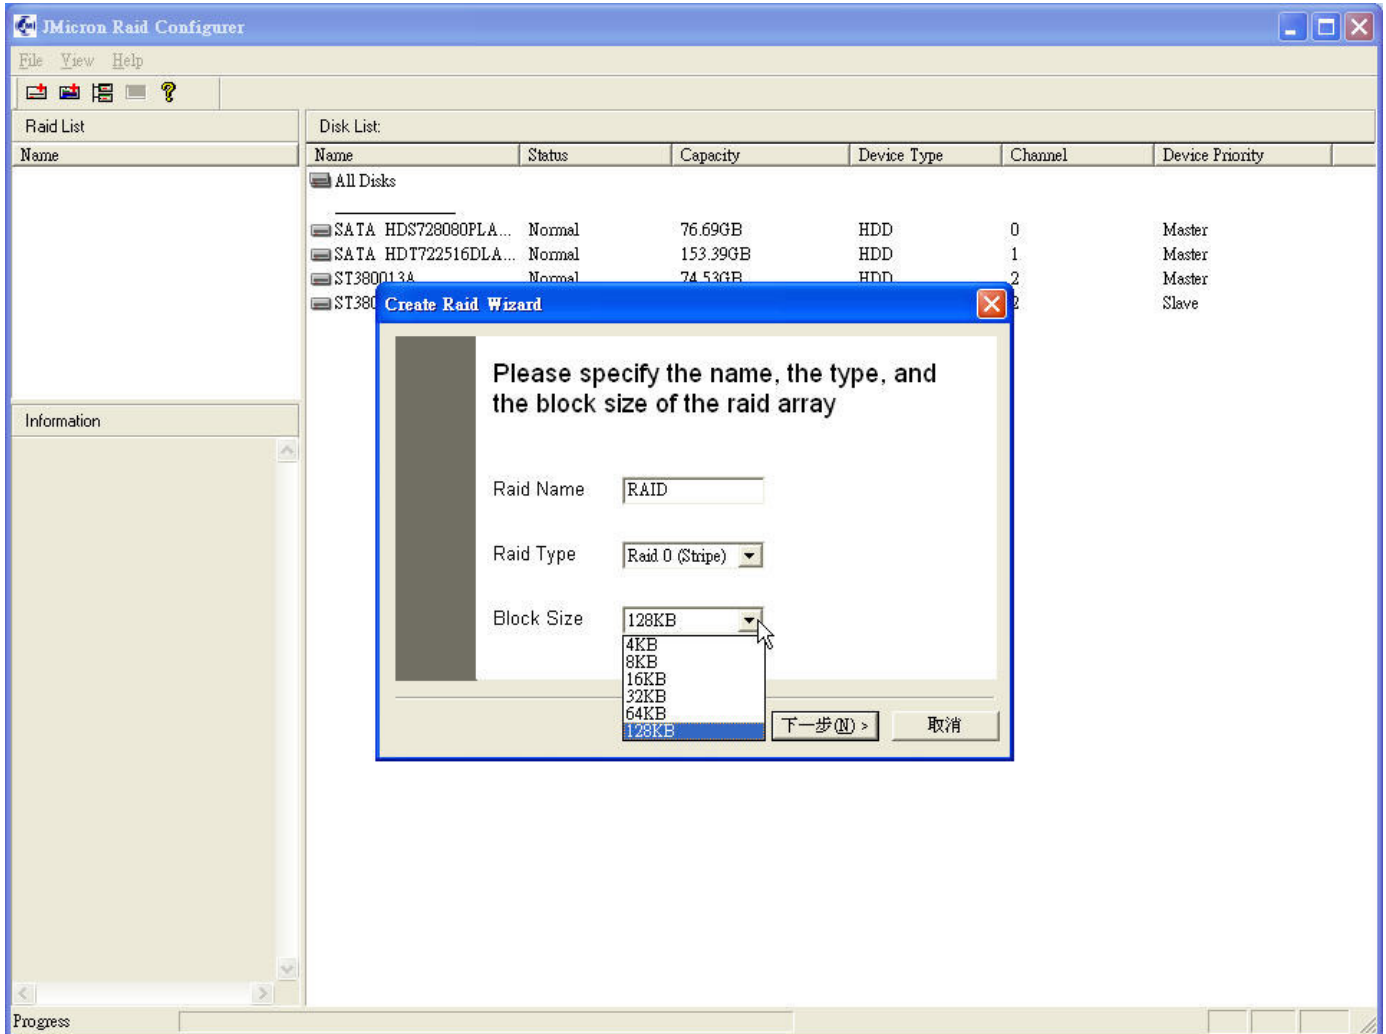 JMicron Raid Configurer
File View Help
Raid List
Disk List:
Name
Name Status Capacity Device Type Channel Device Priority
All Disks
SATA HDS728080PLA... Normal 76.69GB HDD 0 Master
SATA HDT722516DLA... Normal 153.39GB HDD 1 Master
ST380013A Normal 74.53GB HDD 2 Master
ST380 2 Slave
Create Raid Wizard
Please specify the name, the type, and
the block size of the raid array
Information
Raid Name RAID
Raid Type Raid 0 (Stripe)
Block Size 128KB
4KB
8KB
16KB
32KB
64KB
128KB
下一步(N) > 取消
Progress